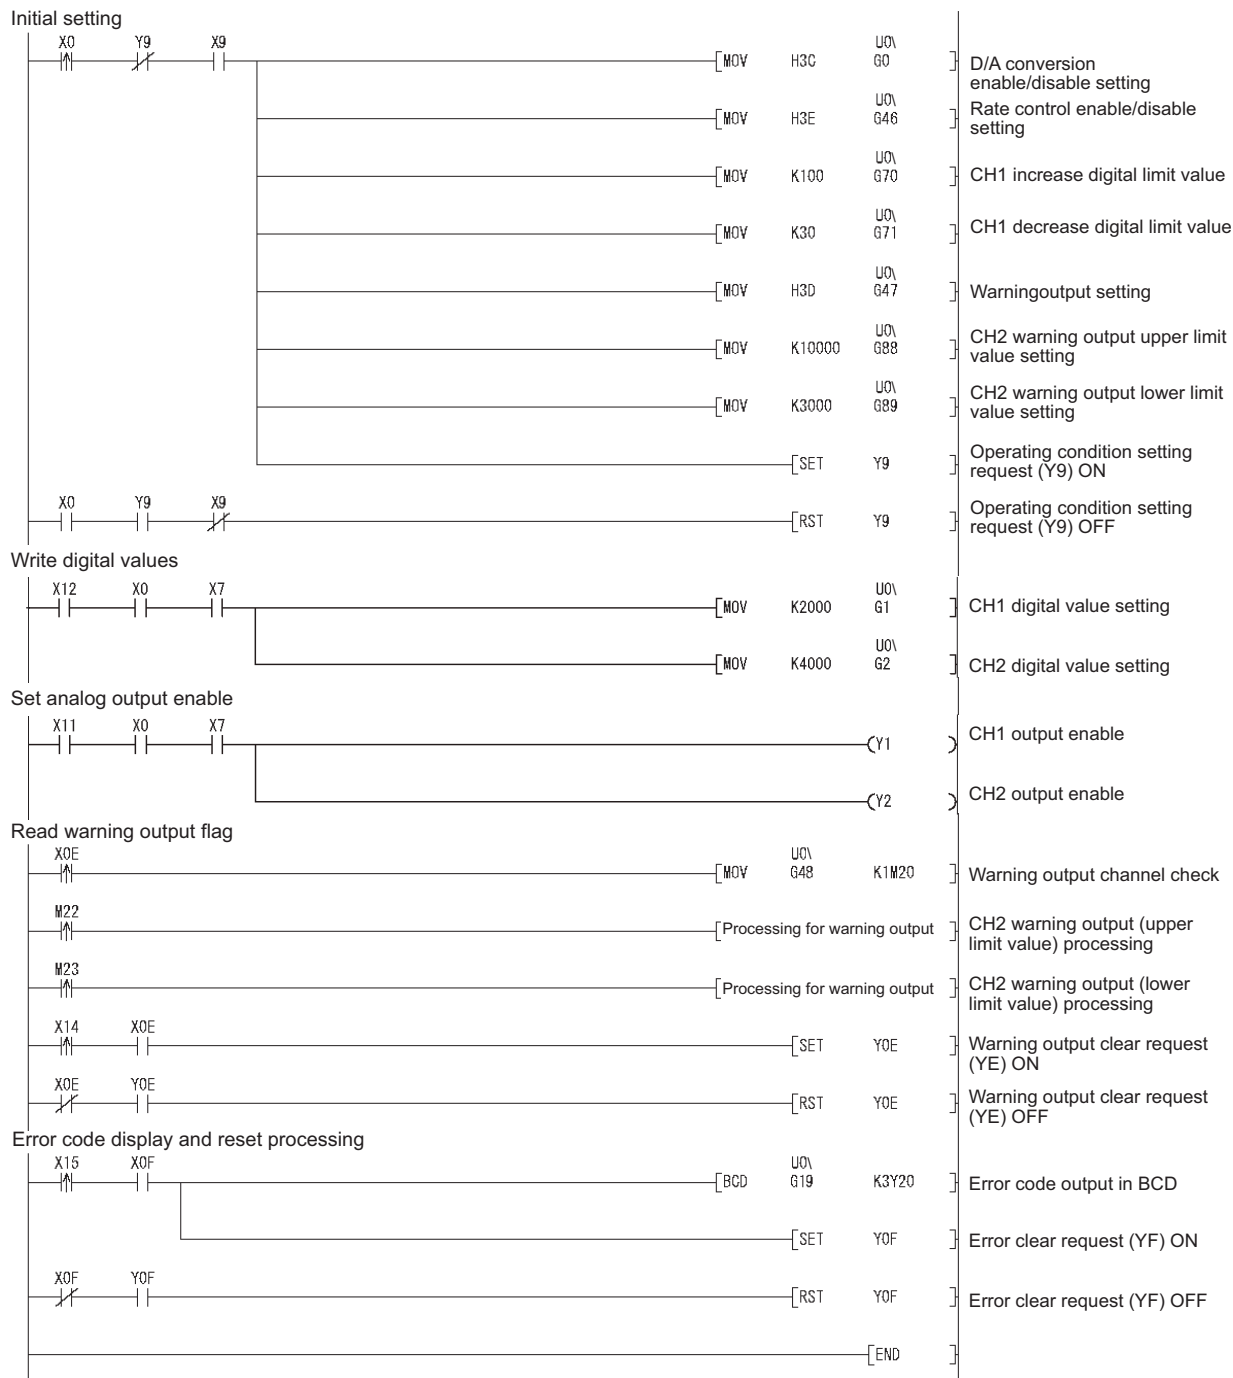 Initial setting
X0 Y9 X9 U0\
MOV H3C G0 D/A conversion
enable/disable setting
U0\
MOV H3E G46 Rate control enable/disable
setting
U0\
MOV K100 G70 CH1 increase digital limit value
U0\
MOV K30 G71 CH1 decrease digital limit value
U0\
MOV H3D G47 Warningoutput setting
U0\
MOV K10000 G88 CH2 warning output upper limit
value setting
U0\
MOV K3000 G89 CH2 warning output lower limit
value setting
SET Y9 Operating condition setting
request (Y9) ON
X0 Y9 X9
RST Y9 Operating condition setting
request (Y9) OFF
Write digital values
X12 X0 X7 U0\
MOV K2000 G1 CH1 digital value setting
U0\
MOV K4000 G2 CH2 digital value setting
Set analog output enable
X11 X0 X7
Y1 CH1 output enable
Y2 CH2 output enable
Read warning output flag
X0E U0\
MOV G48 K1M20 Warning output channel check
M22
Processing for warning output CH2 warning output (upper
limit value) processing
M23
Processing for warning output CH2 warning output (lower
limit value) processing
X14 X0E
SET Y0E Warning output clear request
(YE) ON
X0E Y0E
RST Y0E Warning output clear request
(YE) OFF
Error code display and reset processing
X15 X0F U0\
BCD G19 K3Y20 Error code output in BCD
SET Y0F Error clear request (YF) ON
X0F Y0F
RST Y0F Error clear request (YF) OFF
END